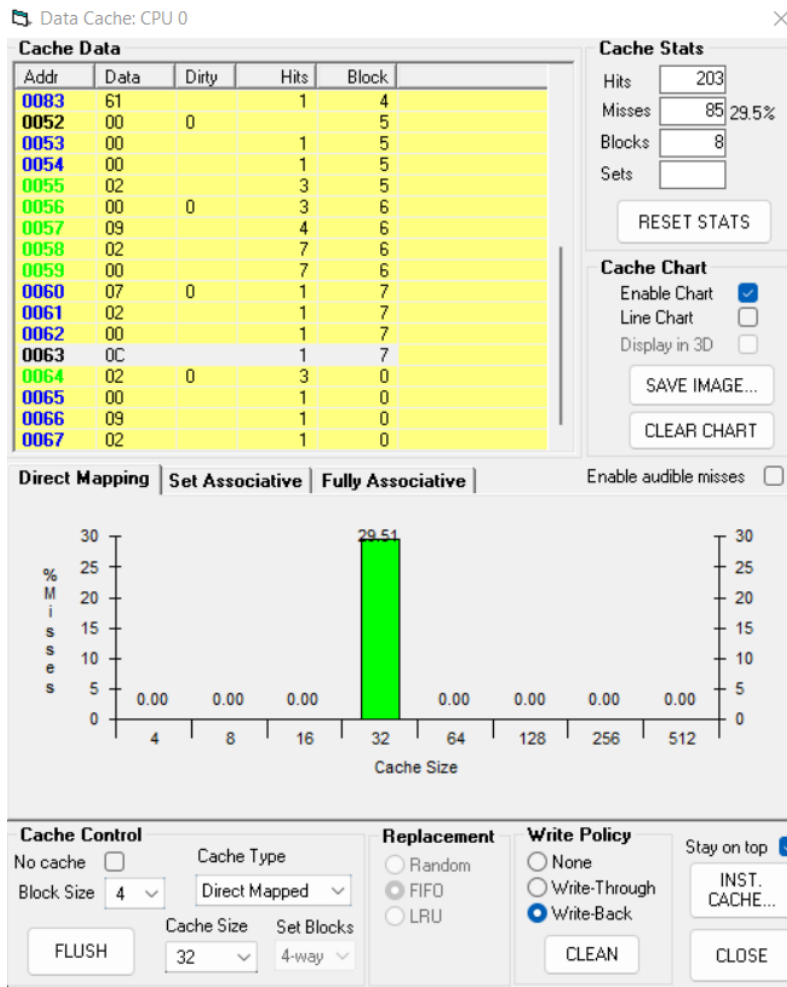 Data Cache: CPU 0
Cache Data
Addr Data Dirty Hits Block
0083 61 1 4
0052 00 0 5
0053 00 1 5
0054 00 1 5
0055 02 3 5
0056 00 0 3 6
0057 09 4 6
0058 02 7 6
0059 00 7 6
0060 07 0 1 7
0061 02 1 7
0062 00 1 7
0063 0C 1 7
0064 02 0 3 0
0065 00 1 0
0066 09 1 0
0067 02 1 0
Cache Stats
Hits 203
Misses 85 29.5%
Blocks 8
Sets
RESET STATS
Cache Chart
Enable Chart
Line Chart
Display in 3D
SAVE IMAGE...
CLEAR CHART
Direct Mapping Set Associative Fully Associative
Enable audible misses
% Misses
30 29.51 30
25 25
20 20
15 15
10 10
5 0.00 0.00 0.00 0.00 0.00 0.00 0.00 5
0 0
4 8 16 32 64 128 256 512
Cache Size
Cache Control
No cache
Block Size 4
Cache Type
Direct Mapped
Cache Size
32
Set Blocks
4-way
FLUSH
Replacement
Random
FIFO
LRU
Write Policy
None
Write-Through
Write-Back
CLEAN
Stay on top
INST.
CACHE...
CLOSE